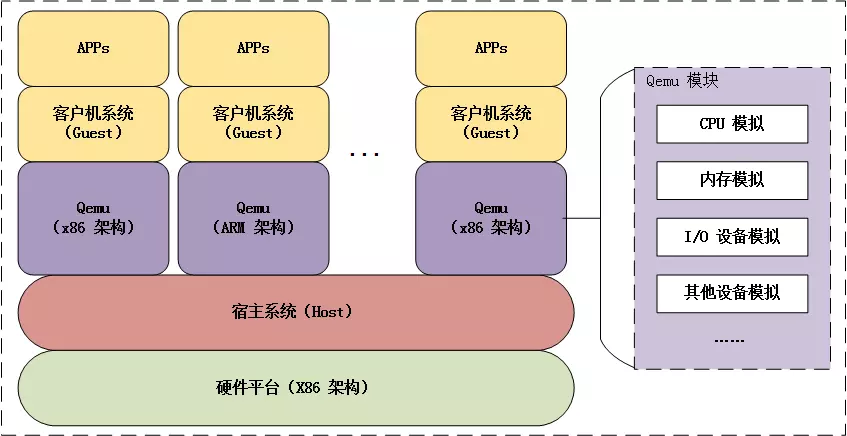 APPs
APPs
APPs
客户机系统
（Guest）
客户机系统
（Guest）
...
客户机系统
（Guest）
Qemu
（x86 架构）
Qemu
（ARM 架构）
Qemu
（x86 架构）
宿主系统（Host）
硬件平台（X86 架构）
Qemu 模块
CPU 模拟
内存模拟
I/O 设备模拟
其他设备模拟
……